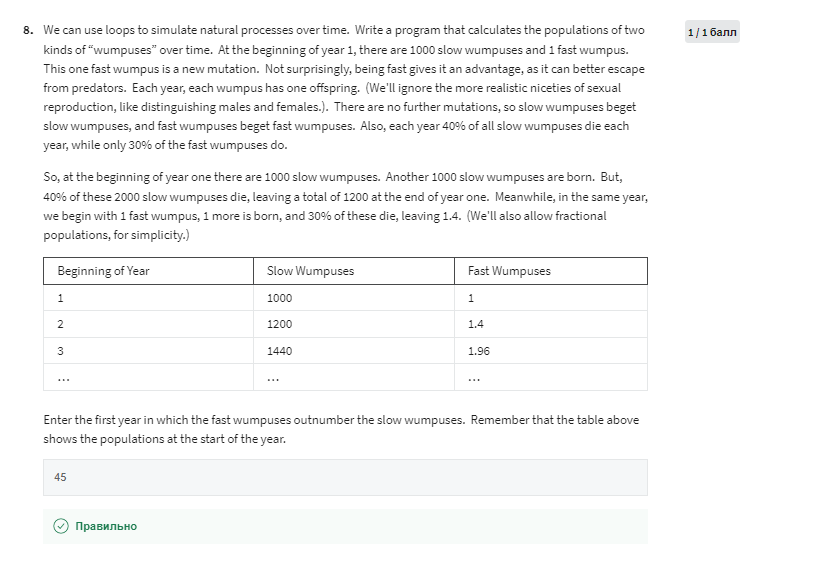 8. We can use loops to simulate natural processes over time. Write a program that calculates the populations of two 1 / 1 балл
kinds of “wumpuses” over time. At the beginning of year 1, there are 1000 slow wumpuses and 1 fast wumpus.
This one fast wumpus is a new mutation. Not surprisingly, being fast gives it an advantage, as it can better escape
from predators. Each year, each wumpus has one offspring. (We'll ignore the more realistic niceties of sexual
reproduction, like distinguishing males and females.). There are no further mutations, so slow wumpuses beget
slow wumpuses, and fast wumpuses beget fast wumpuses. Also, each year 40% of all slow wumpuses die each
year, while only 30% of the fast wumpuses do.
So, at the beginning of year one there are 1000 slow wumpuses. Another 1000 slow wumpuses are born. But,
40% of these 2000 slow wumpuses die, leaving a total of 1200 at the end of year one. Meanwhile, in the same year,
we begin with 1 fast wumpus, 1 more is born, and 30% of these die, leaving 1.4. (We'll also allow fractional
populations, for simplicity.)
Beginning of Year Slow Wumpuses Fast Wumpuses
1 1000 1
2 1200 1.4
3 1440 1.96
... ... ...
Enter the first year in which the fast wumpuses outnumber the slow wumpuses. Remember that the table above
shows the populations at the start of the year.
45
Правильно